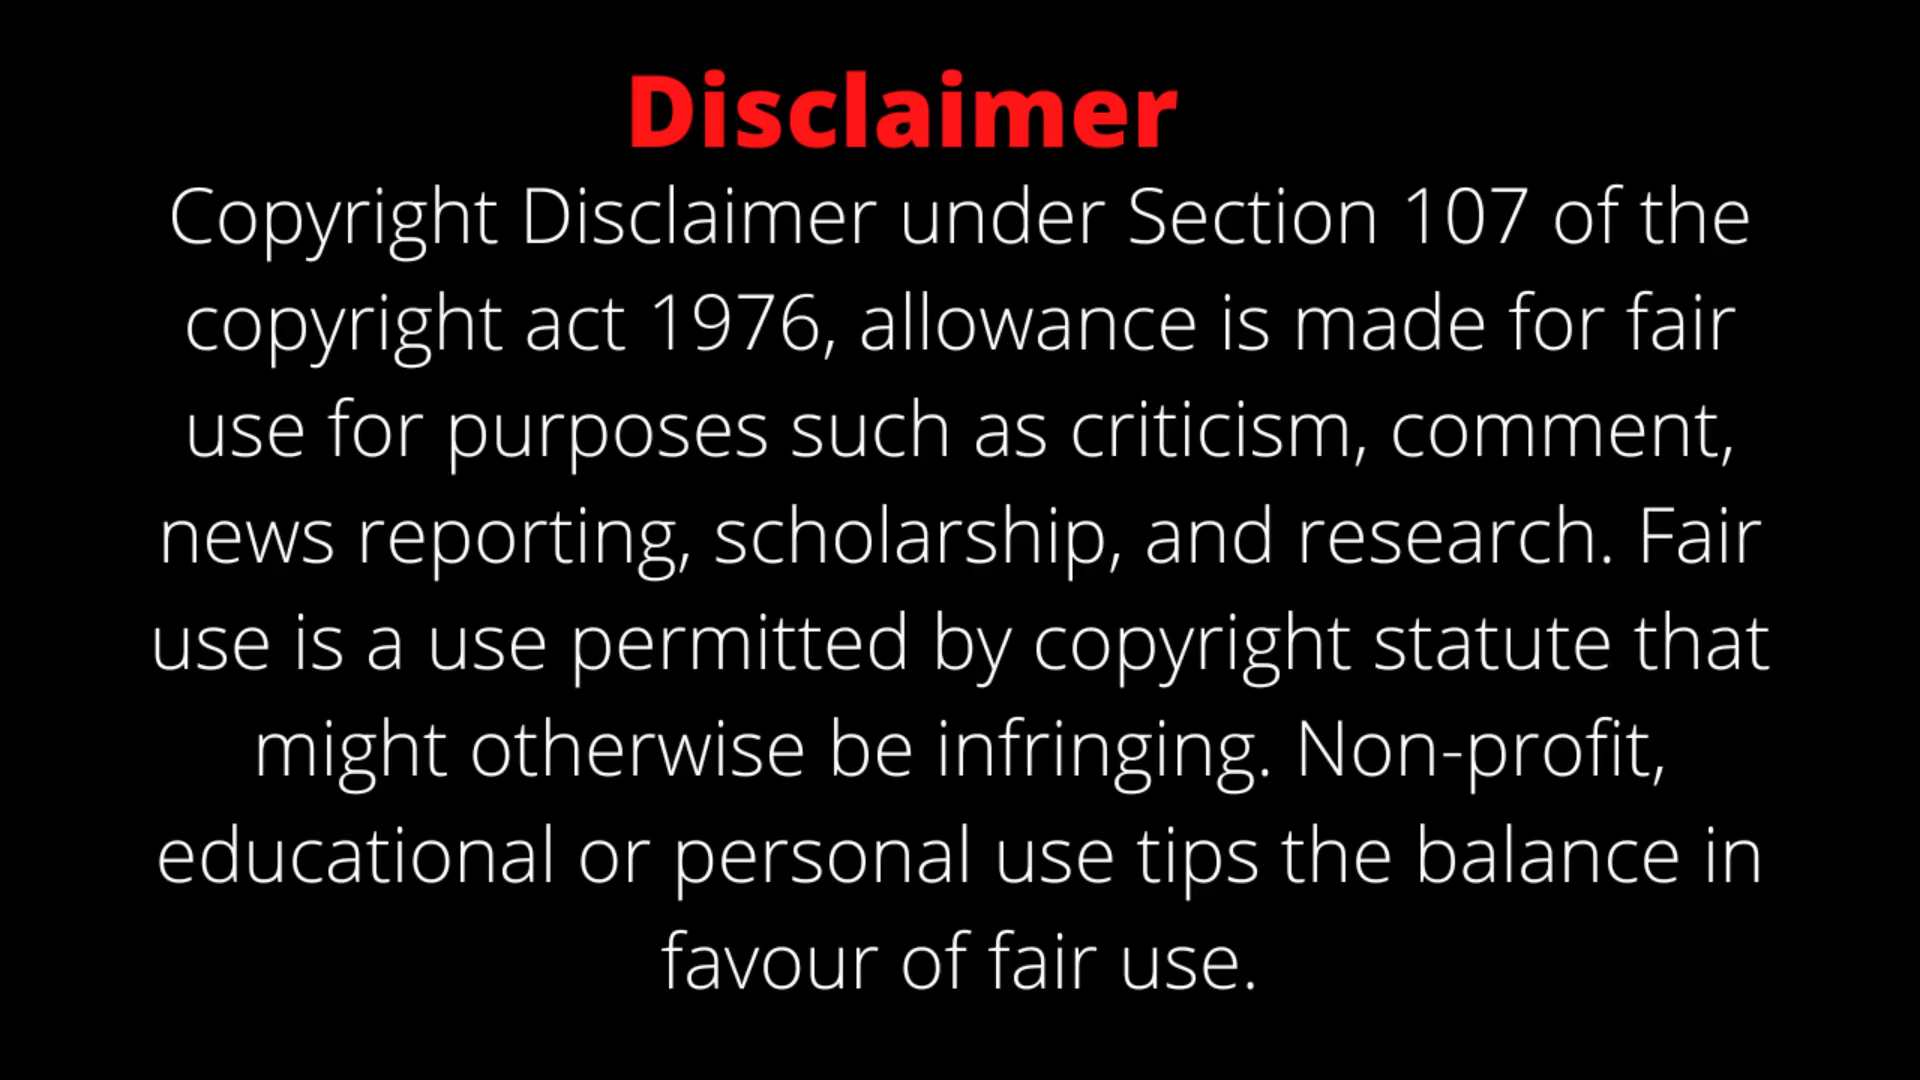 Disclaimer
Copyright Disclaimer under Section 107 of the
copyright act 1976, allowance is made for fair
use for purposes such as criticism, comment,
news reporting, scholarship, and research. Fair
use is a use permitted by copyright statute that
might otherwise be infringing. Non-profit,
educational or personal use tips the balance in
favour of fair use.